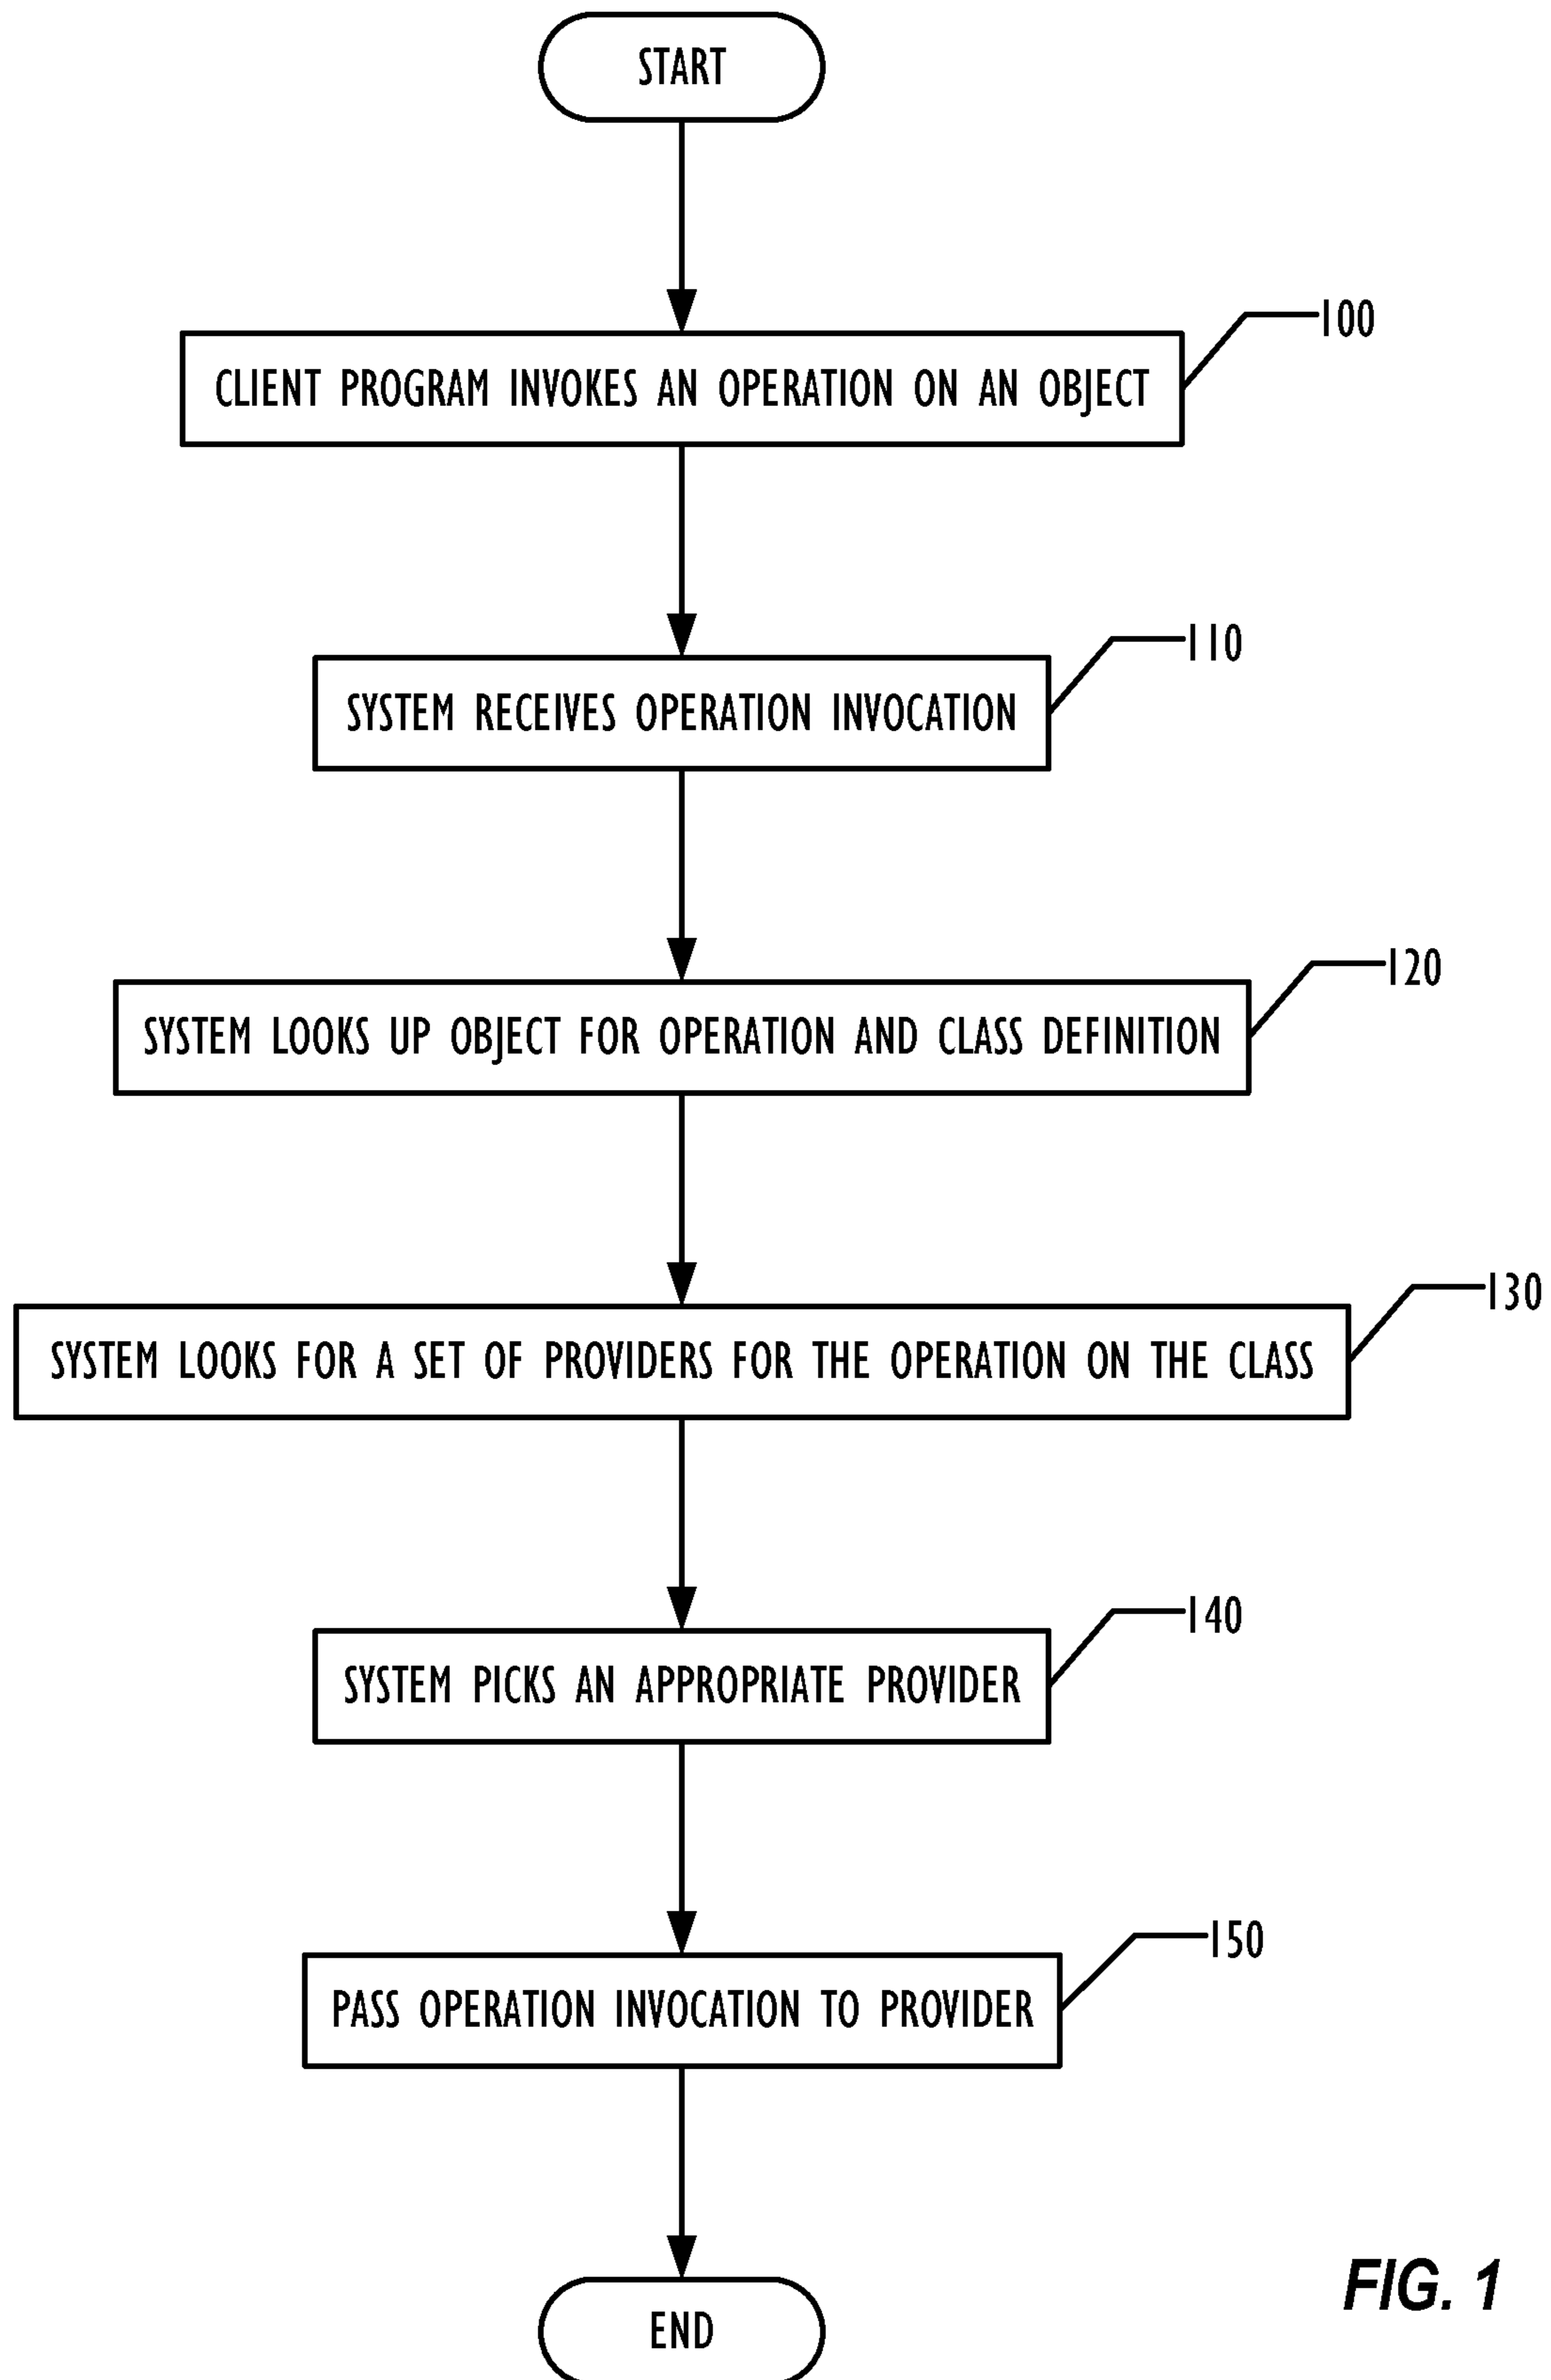 START
100
CLIENT PROGRAM INVOKES AN OPERATION ON AN OBJECT
110
SYSTEM RECEIVES OPERATION INVOCATION
120
SYSTEM LOOKS UP OBJECT FOR OPERATION AND CLASS DEFINITION
130
SYSTEM LOOKS FOR A SET OF PROVIDERS FOR THE OPERATION ON THE CLASS
140
SYSTEM PICKS AN APPROPRIATE PROVIDER
150
PASS OPERATION INVOCATION TO PROVIDER
FIG. 1
END